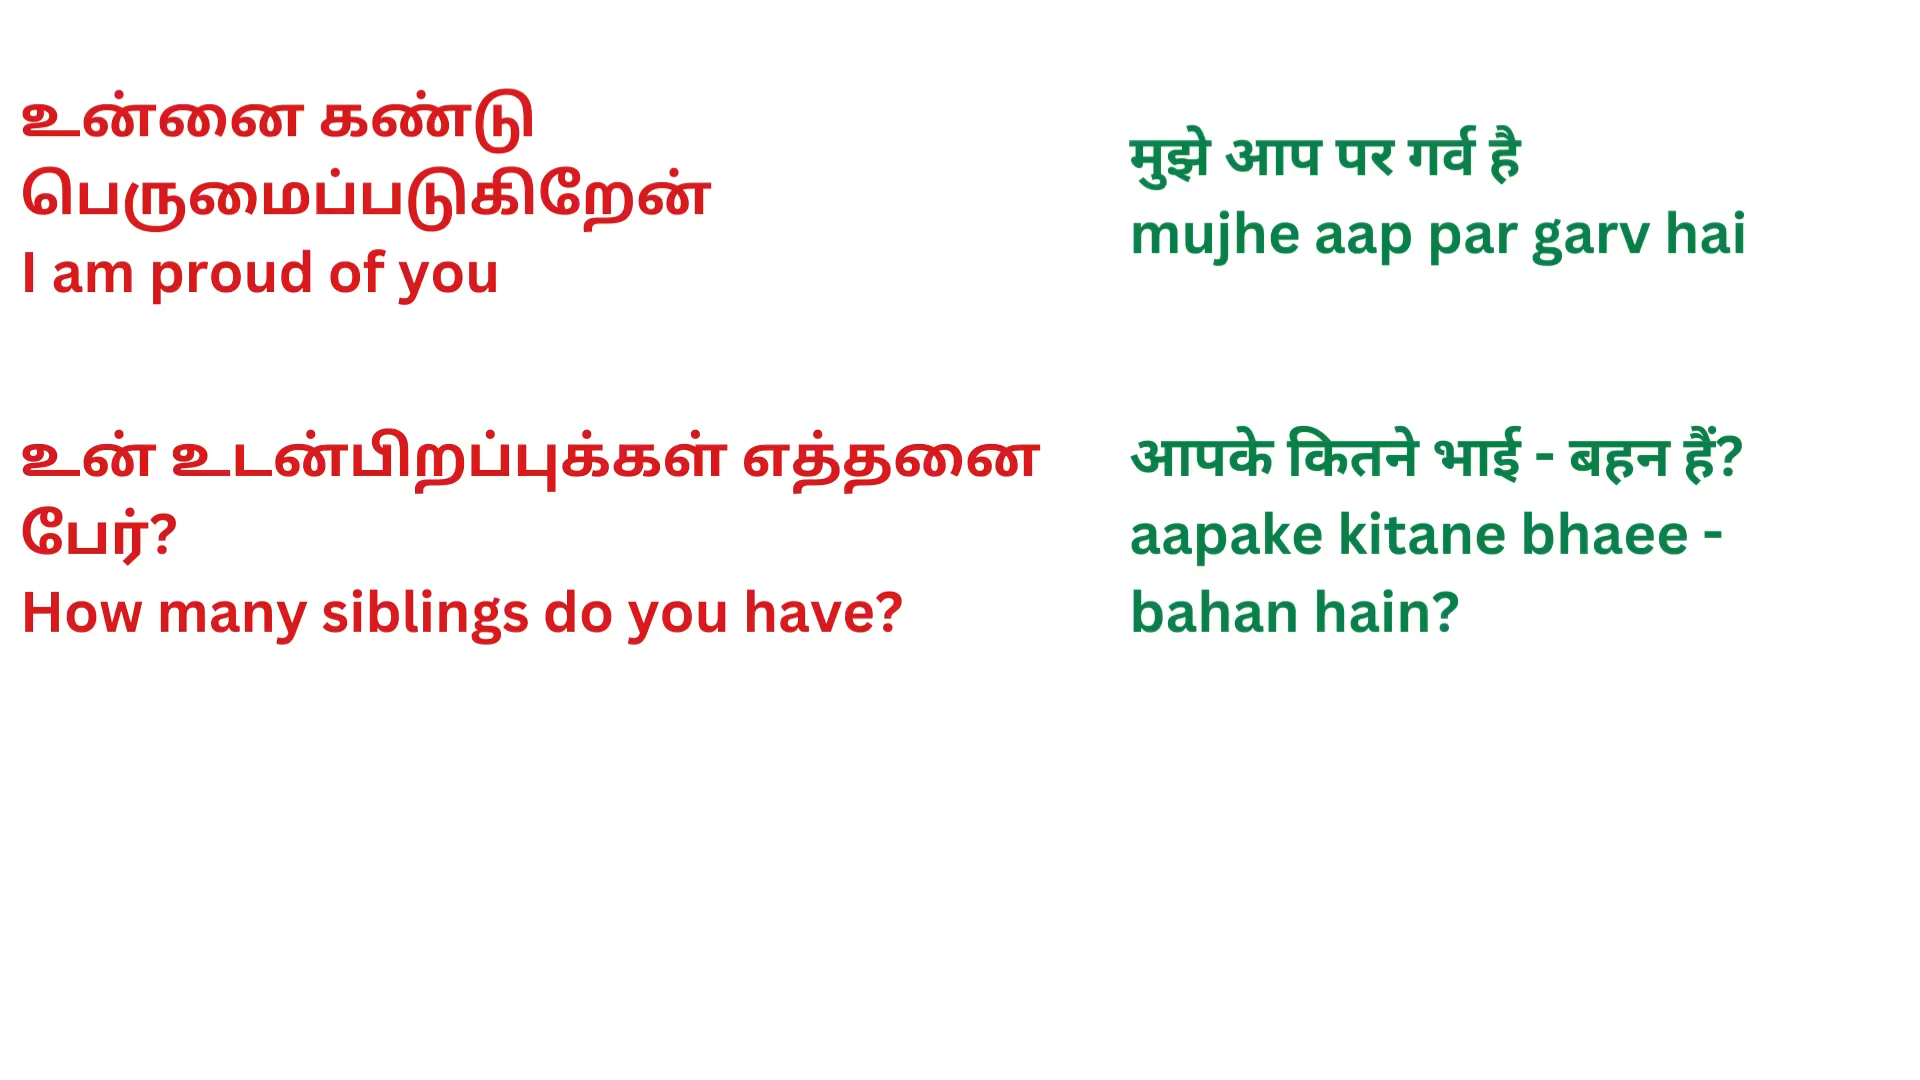 உன்னை கண்டு
பெருமைப்படுகிறேன்
I am proud of you
मुझे आप पर गर्व है
mujhe aap par garv hai
உன் உடன்பிறப்புக்கள் எத்தனை
பேர்?
How many siblings do you have?
आपके कितने भाई - बहन हैं?
aapake kitane bhaee -
bahan hain?